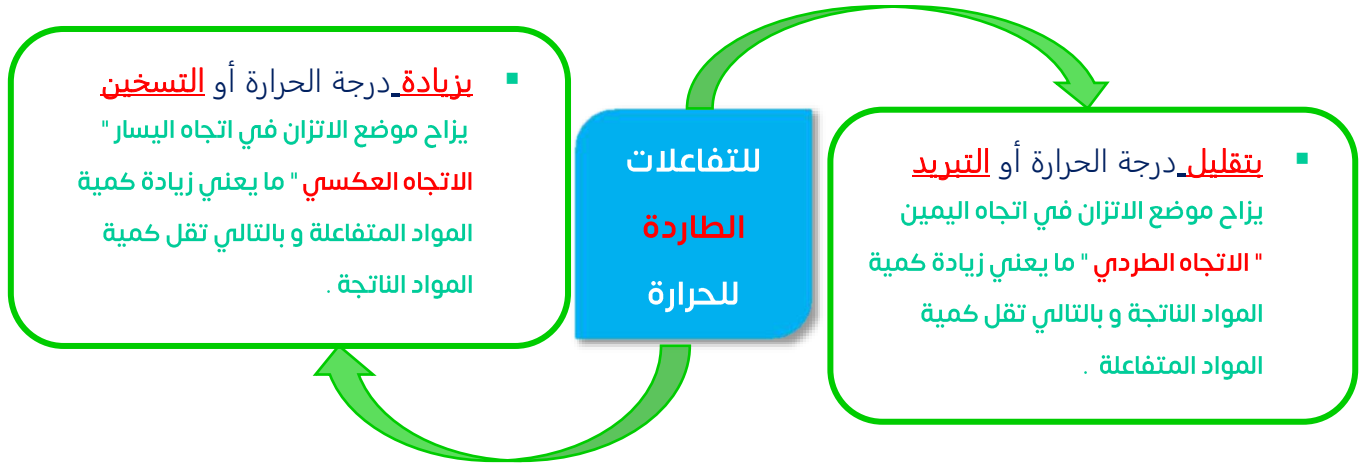 بتقليل درجة الحرارة أو التبريد
يزاح موضع الاتزان في اتجاه اليمين
" الاتجاه الطردي " ما يعني زيادة كمية
المواد الناتجة و بالتالي تقل كمية
المواد المتفاعلة .
للتفاعلات
الطاردة
للحرارة
بزيادة درجة الحرارة أو التسخين
يزاح موضع الاتزان في اتجاه اليسار "
الاتجاه العكسي " ما يعني زيادة كمية
المواد المتفاعلة و بالتالي تقل كمية
المواد الناتجة .